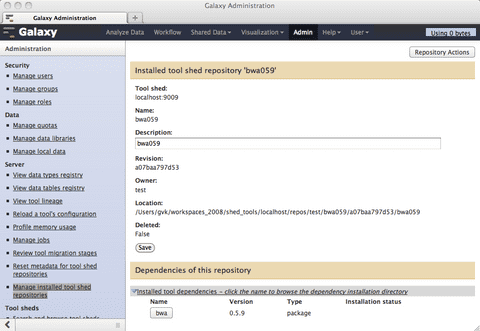 Galaxy Administration
Galaxy Administration
Galaxy
Analyze Data Workflow Shared Data Visualization Admin Help User Using 0 bytes
Administration
Security
Manage users
Manage groups
Manage roles
Data
Manage quotas
Manage data libraries
Manage local data
Server
View data types registry
View data tables registry
View tool lineage
Reload a tool's configuration
Profile memory usage
Manage jobs
Review tool migration stages
Reset metadata for tool shed
repositories
Manage installed tool shed
repositories
Tool sheds
Search and browse tool sheds
Repository Actions
Installed tool shed repository 'bwa059'
Tool shed:
localhost:9009
Name:
bwa059
Description:
bwa059
Revision:
a07baa797d53
Owner:
test
Location:
/Users/gvk/workspaces_2008/shed_tools/localhost/repos/test/bwa059/a07baa797d53/bwa059
Deleted:
False
Save
Dependencies of this repository
Installed tool dependencies - click the name to browse the dependency installation directory
Name Version Type Installation status
bwa 0.5.9 package